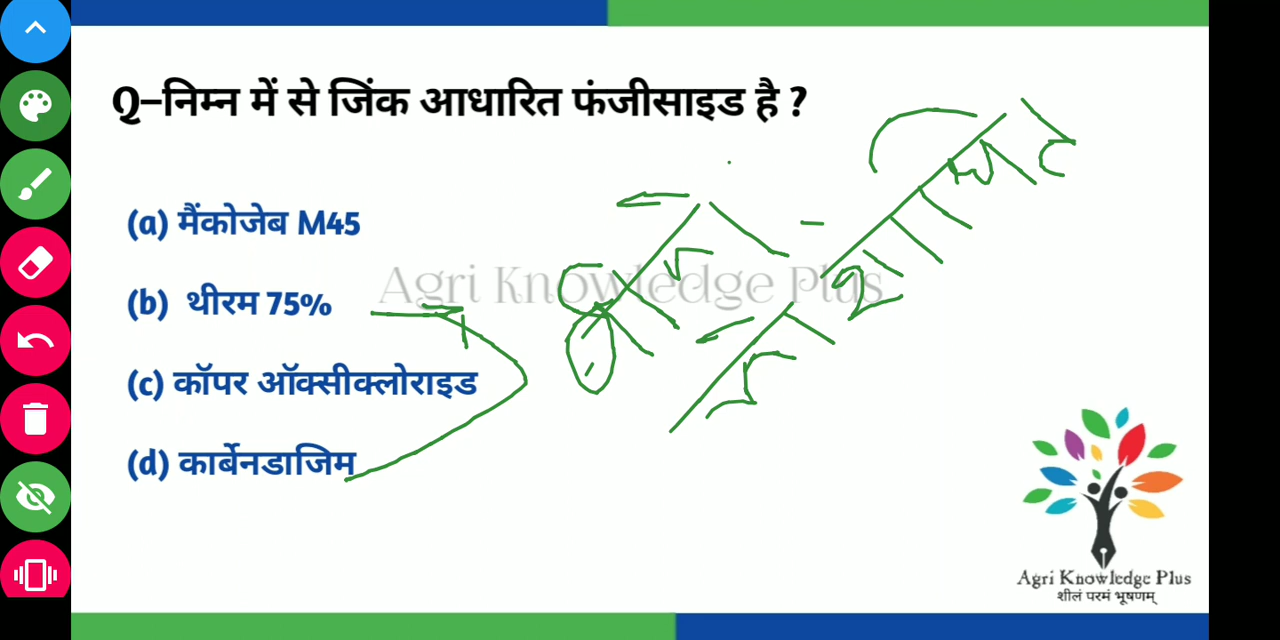 Q–निम्न में से जिंक आधारित फंजीसाइड है ?
(a) मैंकोजेब M45
(b) थीरम 75%
(c) कॉपर ऑक्सीक्लोराइड
(d) कार्बेनडाजिम
Agri Knowledge Plus
Agri Knowledge Plus
शीलं परमं भूषणम्